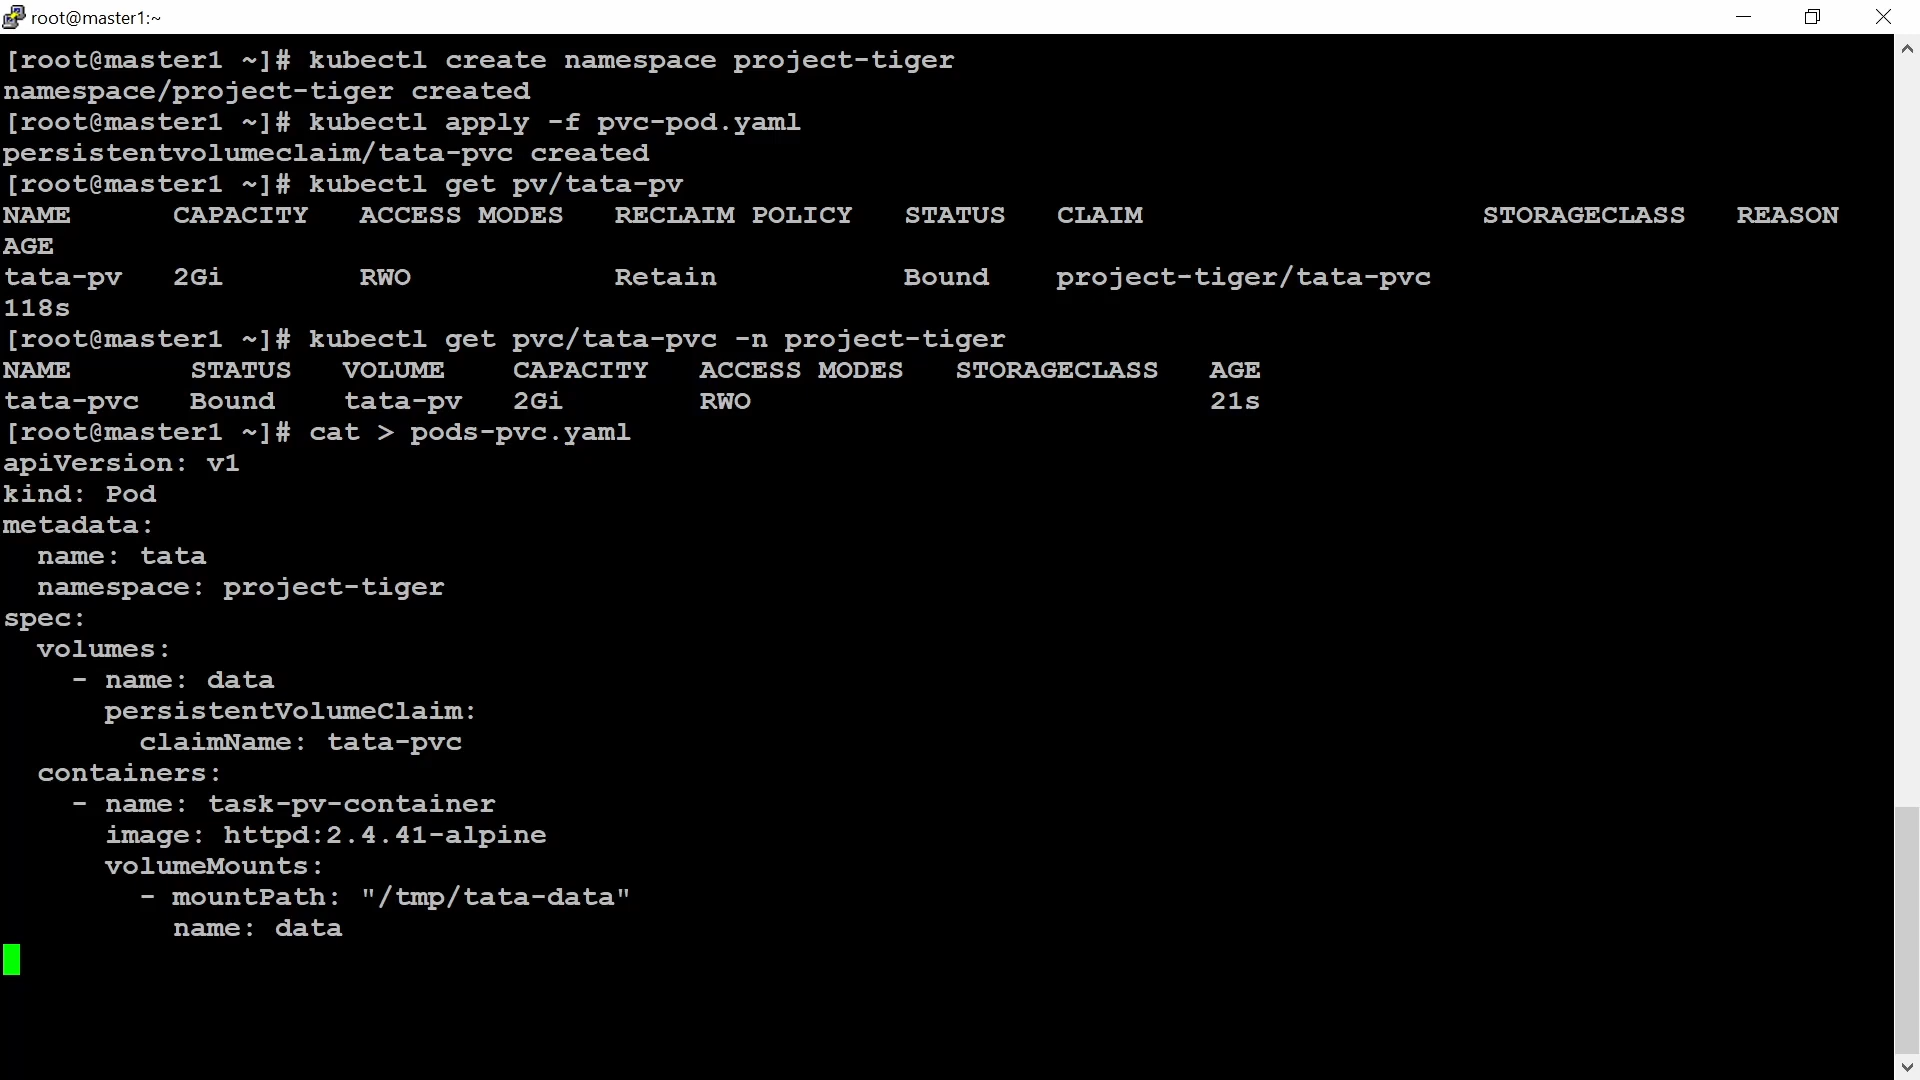 root@master1:~
[root@master1 ~]# kubectl create namespace project-tiger
namespace/project-tiger created
[root@master1 ~]# kubectl apply -f pvc-pod.yaml
persistentvolumeclaim/tata-pvc created
[root@master1 ~]# kubectl get pv/tata-pv
NAME      CAPACITY   ACCESS MODES   RECLAIM POLICY   STATUS   CLAIM                    STORAGECLASS   REASON
AGE
tata-pv   2Gi        RWO            Retain           Bound    project-tiger/tata-pvc
118s
[root@master1 ~]# kubectl get pvc/tata-pvc -n project-tiger
NAME       STATUS   VOLUME    CAPACITY   ACCESS MODES   STORAGECLASS   AGE
tata-pvc   Bound    tata-pv   2Gi        RWO                           21s
[root@master1 ~]# cat > pods-pvc.yaml
apiVersion: v1
kind: Pod
metadata:
  name: tata
  namespace: project-tiger
spec:
  volumes:
    - name: data
      persistentVolumeClaim:
        claimName: tata-pvc
  containers:
    - name: task-pv-container
      image: httpd:2.4.41-alpine
      volumeMounts:
        - mountPath: "/tmp/tata-data"
          name: data